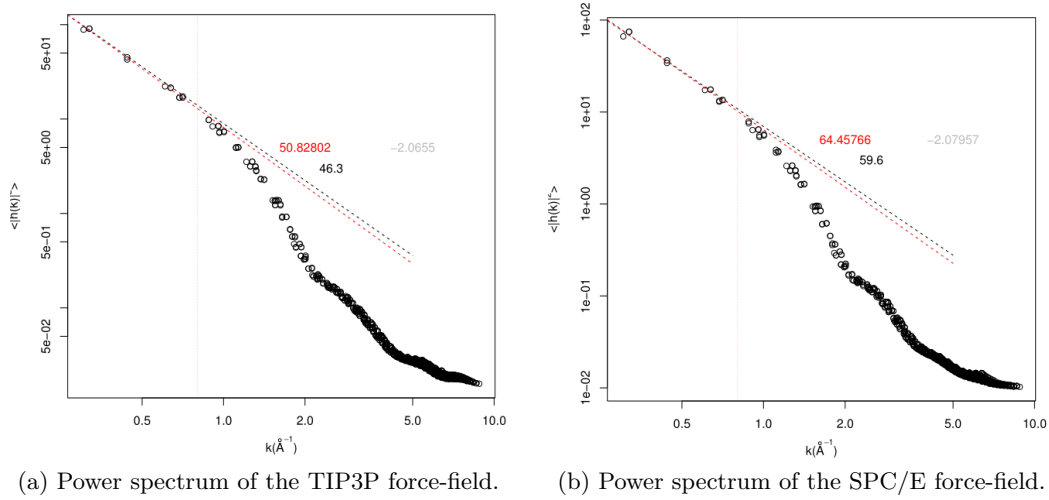 5e+01
5e+00
5e-01
5e-02
<|h(k)|²>
50.82802
46.3
−2.0655
0.5
1.0
2.0
5.0
10.0
k(Å⁻¹)
(a) Power spectrum of the TIP3P force-field.
1e+02
1e+01
1e+00
1e-01
1e-02
<|h(k)|²>
64.45766
59.6
−2.07957
0.5
1.0
2.0
5.0
10.0
k(Å⁻¹)
(b) Power spectrum of the SPC/E force-field.